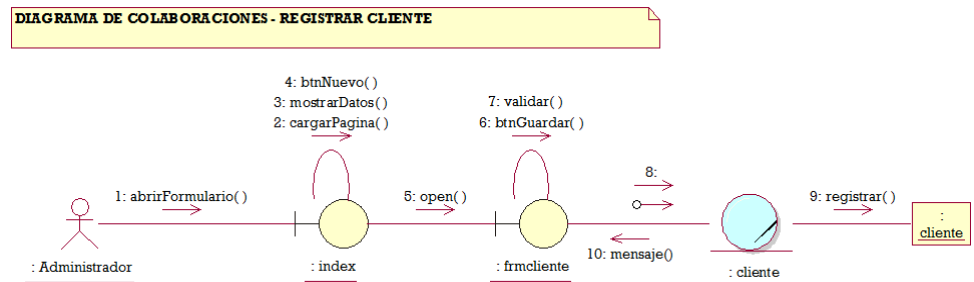 DIAGRAMA DE COLABORACIONES - REGISTRAR CLIENTE
4: btnNuevo( )
3: mostrarDatos( )
2: cargarPagina( )
7: validar( )
6: btnGuardar( )
1: abrirFormulario( )
5: open( )
8:
9: registrar( )
:
cliente
10: mensaje()
: Administrador
: index
: frmcliente
: cliente